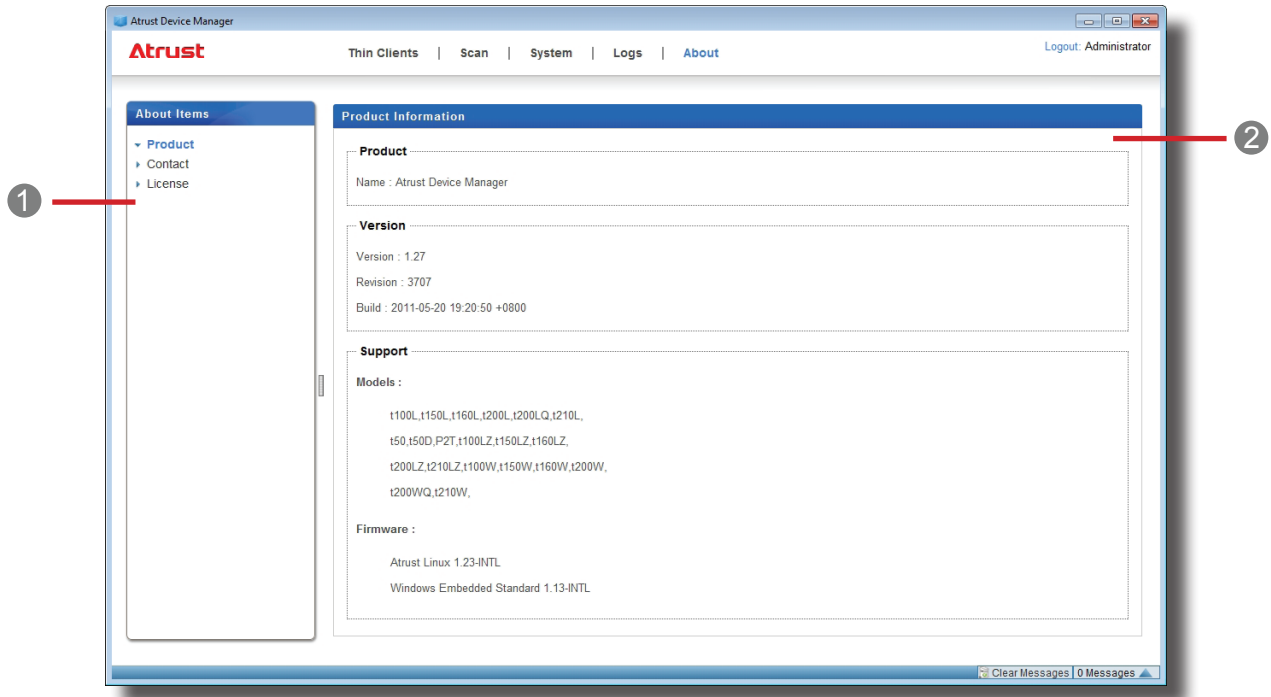 Atrust Device Manager
Atrust
Thin Clients | Scan | System | Logs | About
Logout: Administrator
About Items
Product
Contact
License
1
Product Information
2
Product
Name : Atrust Device Manager
Version
Version : 1.27
Revision : 3707
Build : 2011-05-20 19:20:50 +0800
Support
Models :
t100L,t150L,t160L,t200L,t200LQ,t210L,
t50,t50D,P2T,t100LZ,t150LZ,t160LZ,
t200LZ,t210LZ,t100W,t150W,t160W,t200W,
t200WQ,t210W,
Firmware :
Atrust Linux 1.23-INTL
Windows Embedded Standard 1.13-INTL
Clear Messages
0 Messages